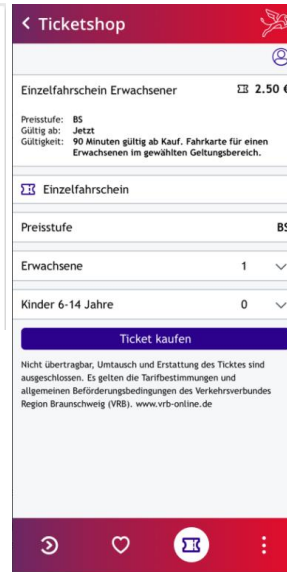 Ticketshop
Einzelfahrschein Erwachsener 2.50 €
Preisstufe: BS
Gültig ab: Jetzt
Gültigkeit: 90 Minuten gültig ab Kauf. Fahrkarte für einen
Erwachsenen im gewählten Geltungsbereich.
Einzelfahrschein
Preisstufe BS
Erwachsene 1
Kinder 6-14 Jahre 0
Ticket kaufen
Nicht übertragbar, Umtausch und Erstattung des Ticktes sind
ausgeschlossen. Es gelten die Tarifbestimmungen und
allgemeinen Beförderungsbedingungen des Verkehrsverbundes
Region Braunschweig (VRB). www.vrb-online.de